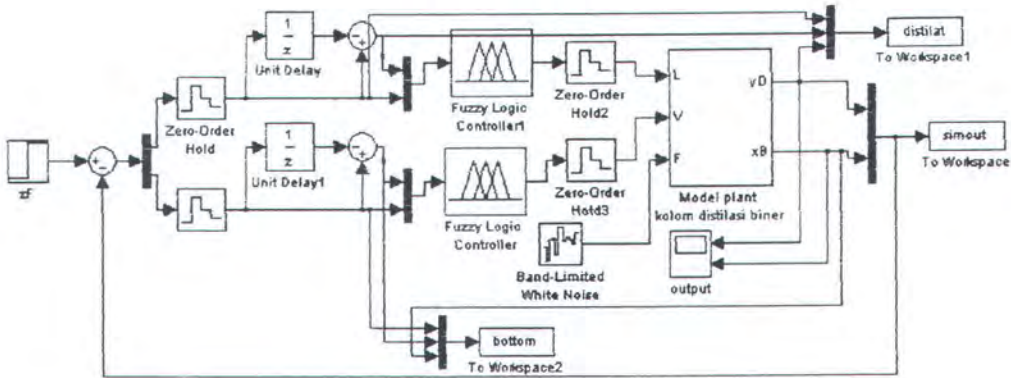 1
z
Unit Delay
Zero-Order
Hold
Fuzzy Logic
Controller1
Zero-Order
Hold2
L
V
F
yD
xB
Model plant
kolom distilasi biner
distilat
To Workspace1
simout
To Workspace
1
z
Unit Delay1
Fuzzy Logic
Controller
Zero-Order
Hold3
Band-Limited
White Noise
output
bottom
To Workspace2